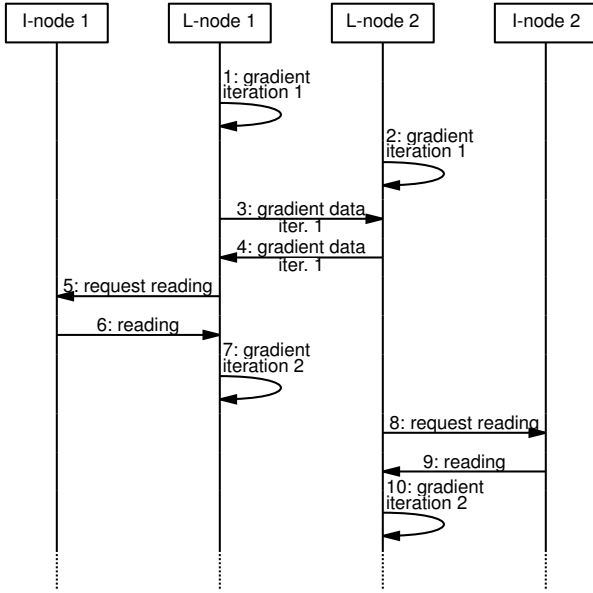 I-node 1
L-node 1
L-node 2
I-node 2
1: gradient
iteration 1
2: gradient
iteration 1
3: gradient data
iter. 1
4: gradient data
iter. 1
5: request reading
6: reading
7: gradient
iteration 2
8: request reading
9: reading
10: gradient
iteration 2